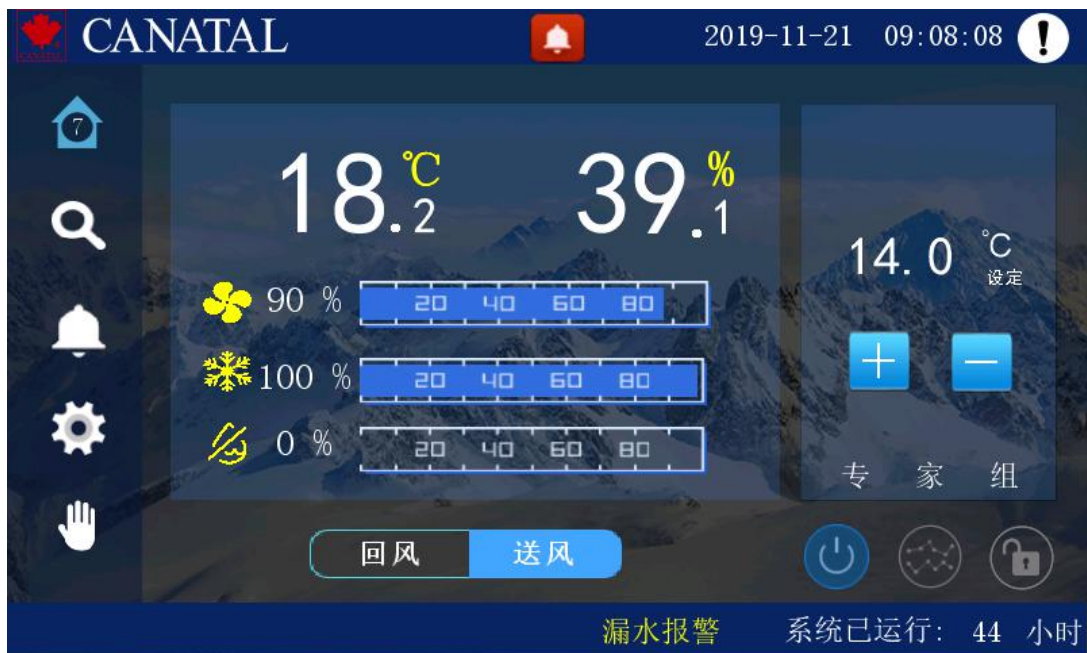 CANATAL 2019-11-21 09:08:08 !
CANATAL
7
18.2 ℃ 39.1 %
14.0 ℃
设定
90 % 20 40 60 80
100 % 20 40 60 80
+ -
0 % 20 40 60 80
专 家 组
回风 送风
漏水报警 系统已运行: 44 小时